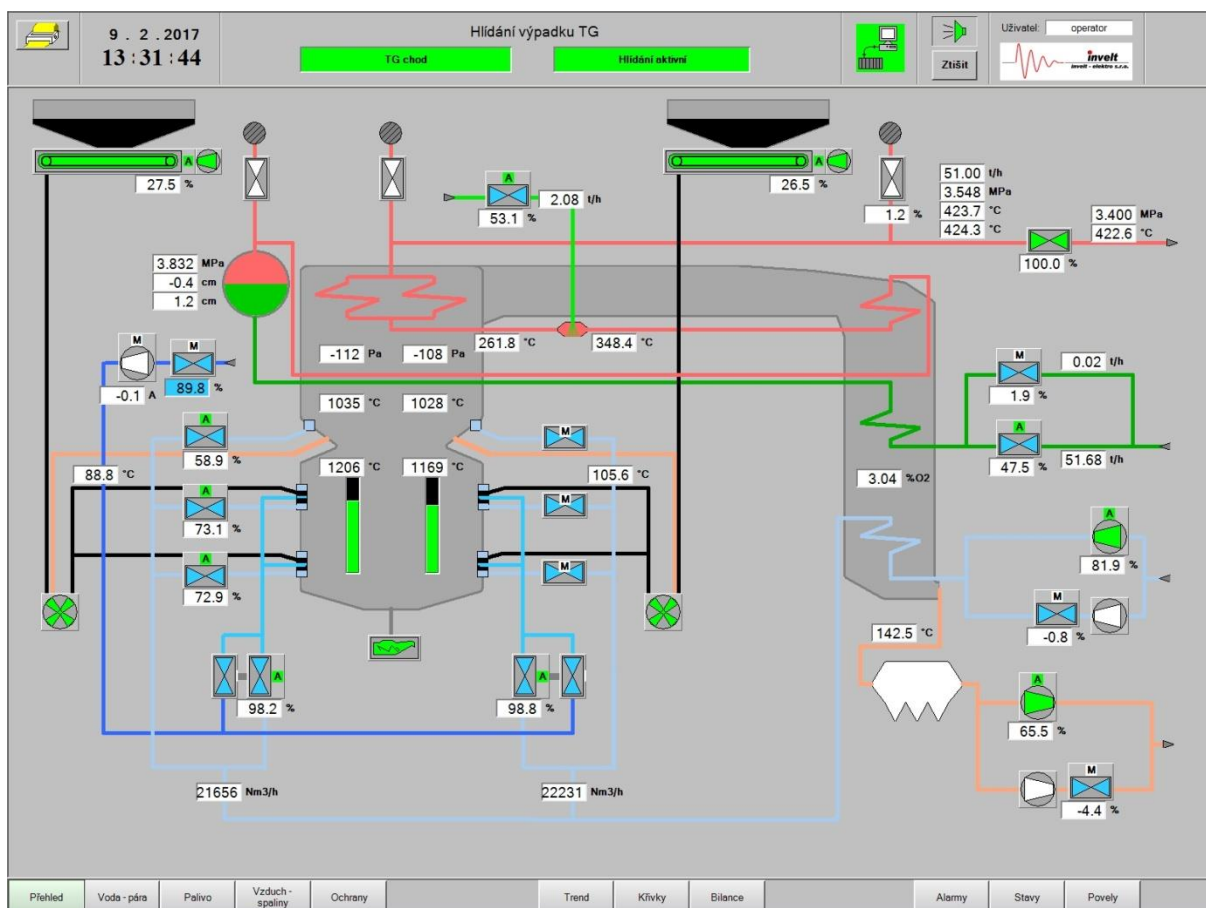 9 . 2 . 2017
13 : 31 : 44
Hlídání výpadku TG
TG chod
Hlídání aktivní
Ztišit
Uživatel: operator
invelt
invelt - elektro s.r.o.
A
27.5 %
A
26.5 %
A
53.1 %
2.08 t/h
1.2 %
51.00 t/h
3.548 MPa
423.7 °C
424.3 °C
100.0 %
3.400 MPa
422.6 °C
3.832 MPa
-0.4 cm
1.2 cm
261.8 °C
348.4 °C
-112 Pa
-108 Pa
M
-0.1 A
M
89.8 %
M
1.9 %
0.02 t/h
1035 °C
1028 °C
A
58.9 %
M
A
47.5 %
51.68 t/h
88.8 °C
1206 °C
1169 °C
105.6 °C
3.04 %O2
A
73.1 %
M
A
72.9 %
M
A
81.9 %
M
-0.8 %
142.5 °C
A
98.2 %
A
98.8 %
A
65.5 %
M
-4.4 %
21656 Nm3/h
22231 Nm3/h
Přehled
Voda - pára
Palivo
Vzduch -
spaliny
Ochrany
Trend
Křivky
Bilance
Alarmy
Stavy
Povely